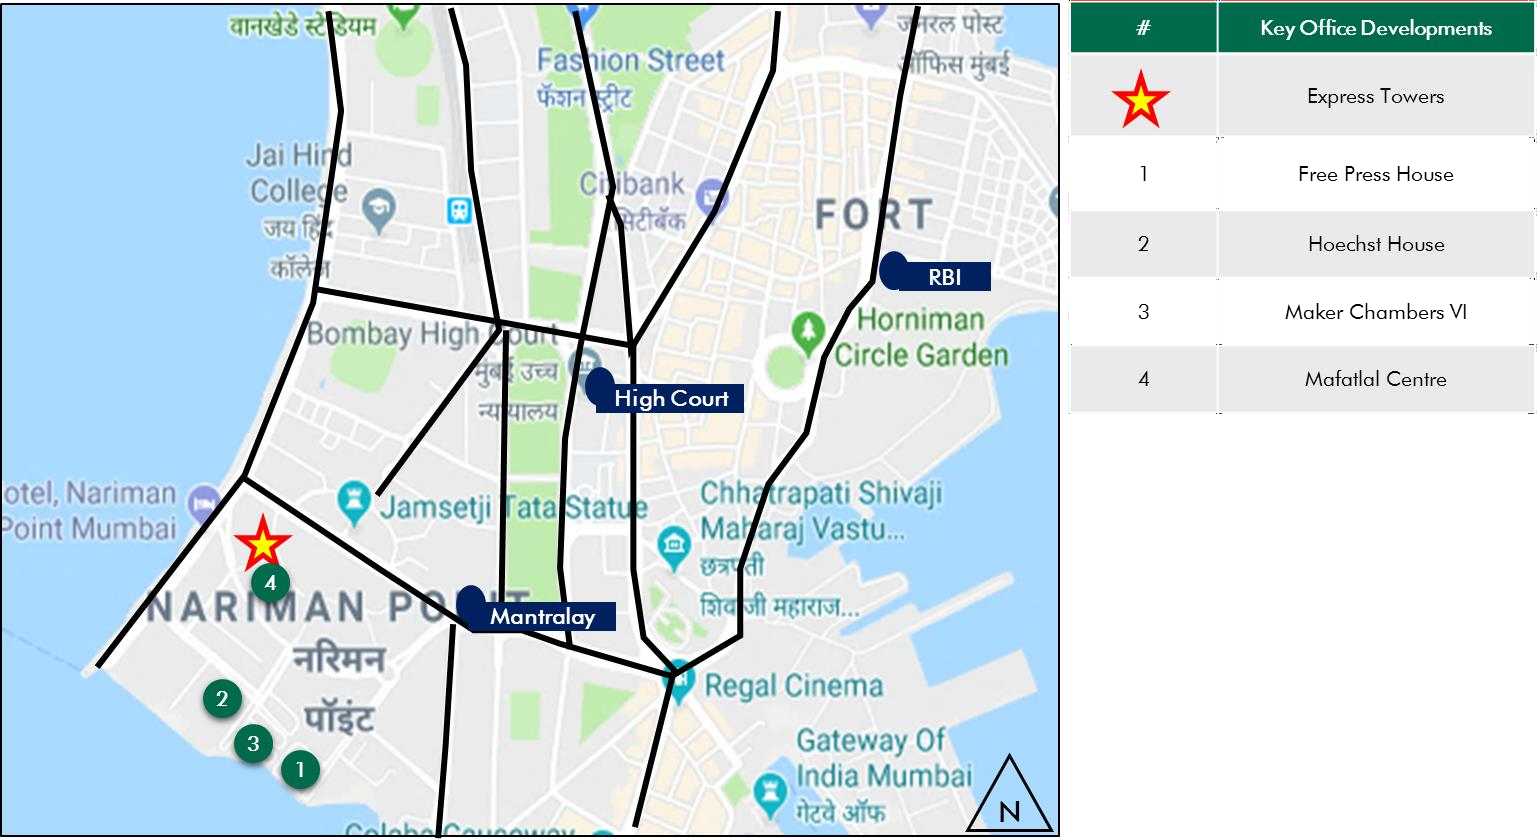 वानखेडे स्टेडियम
Fashion Street
फॅशन स्ट्रीट
जनरल पोस्ट
ऑफिस मुंबई
Jai Hind
College
जय हिंद
कॉलेज
Citibank
सिटीबॅंक
FORT
RBI
Bombay High Court
मुंबई उच्च
न्यायालय
High Court
Horniman
Circle Garden
otel, Nariman
Point Mumbai
Jamsetji Tata Statue
Chhatrapati Shivaji
Maharaj Vastu...
छत्रपती
शिवाजी महाराज...
4
NARIMAN POINT
नरिमन
पॉइंट
Mantralay
2
3
1
Regal Cinema
Gateway Of
India Mumbai
गेटवे ऑफ
Colaba Causeway
N
# Key Office Developments
Express Towers
1 Free Press House
2 Hoechst House
3 Maker Chambers VI
4 Mafatlal Centre